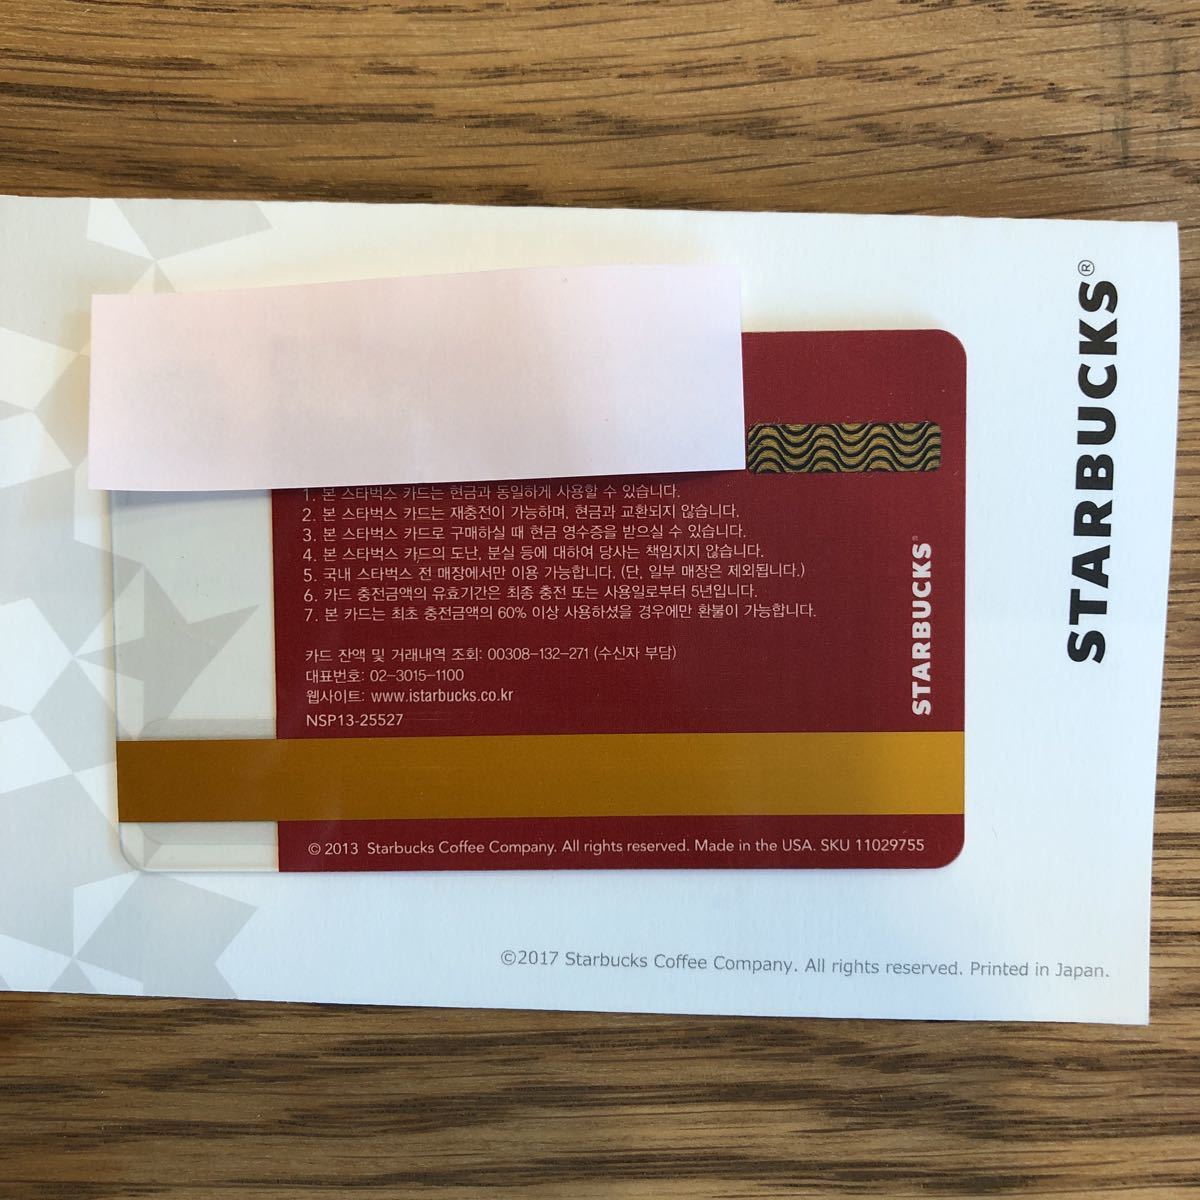 1. 본 스타벅스 카드는 현금과 동일하게 사용할 수 있습니다.
2. 본 스타벅스 카드는 재충전이 가능하며, 현금과 교환되지 않습니다.
3. 본 스타벅스 카드로 구매하실 때 현금 영수증을 받으실 수 있습니다.
4. 본 스타벅스 카드의 도난, 분실 등에 대하여 당사는 책임지지 않습니다.
5. 국내 스타벅스 전 매장에서만 이용 가능합니다. (단, 일부 매장은 제외됩니다.)
6. 카드 충전금액의 유효기간은 최종 충전 또는 사용일로부터 5년입니다.
7. 본 카드는 최초 충전금액의 60% 이상 사용하셨을 경우에만 환불이 가능합니다.
카드 잔액 및 거래내역 조회: 00308-132-271 (수신자 부담)
대표번호: 02-3015-1100
웹사이트: www.istarbucks.co.kr
NSP13-25527
STARBUCKS®
© 2013 Starbucks Coffee Company. All rights reserved. Made in the USA. SKU 11029755
STARBUCKS®
©2017 Starbucks Coffee Company. All rights reserved. Printed in Japan.